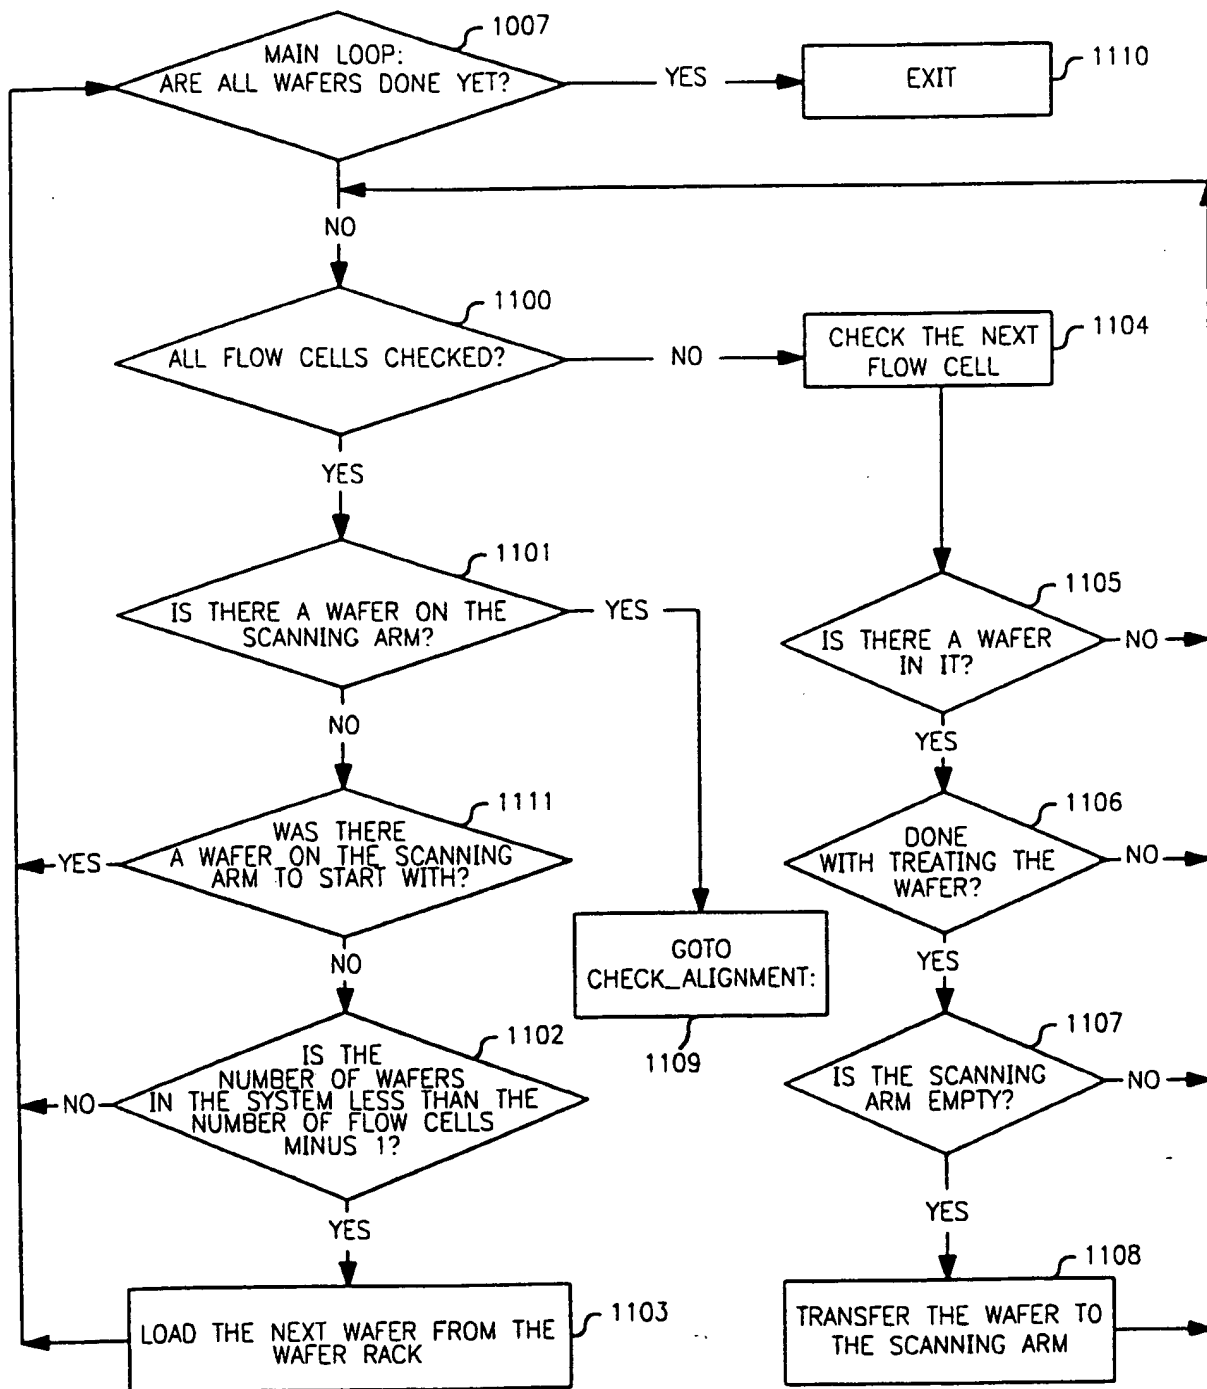 1007
MAIN LOOP:
ARE ALL WAFERS DONE YET?
YES
EXIT
1110
NO
1100
ALL FLOW CELLS CHECKED?
NO
CHECK THE NEXT
FLOW CELL
1104
YES
1101
IS THERE A WAFER ON THE
SCANNING ARM?
YES
1105
IS THERE A WAFER
IN IT?
NO
NO
YES
1111
WAS THERE
A WAFER ON THE SCANNING
ARM TO START WITH?
YES
1106
DONE
WITH TREATING THE
WAFER?
NO
NO
GOTO
CHECK_ALIGNMENT:
1109
YES
1102
IS THE
NUMBER OF WAFERS
IN THE SYSTEM LESS THAN THE
NUMBER OF FLOW CELLS
MINUS 1?
NO
1107
IS THE SCANNING
ARM EMPTY?
NO
YES
YES
1103
LOAD THE NEXT WAFER FROM THE
WAFER RACK
1108
TRANSFER THE WAFER TO
THE SCANNING ARM